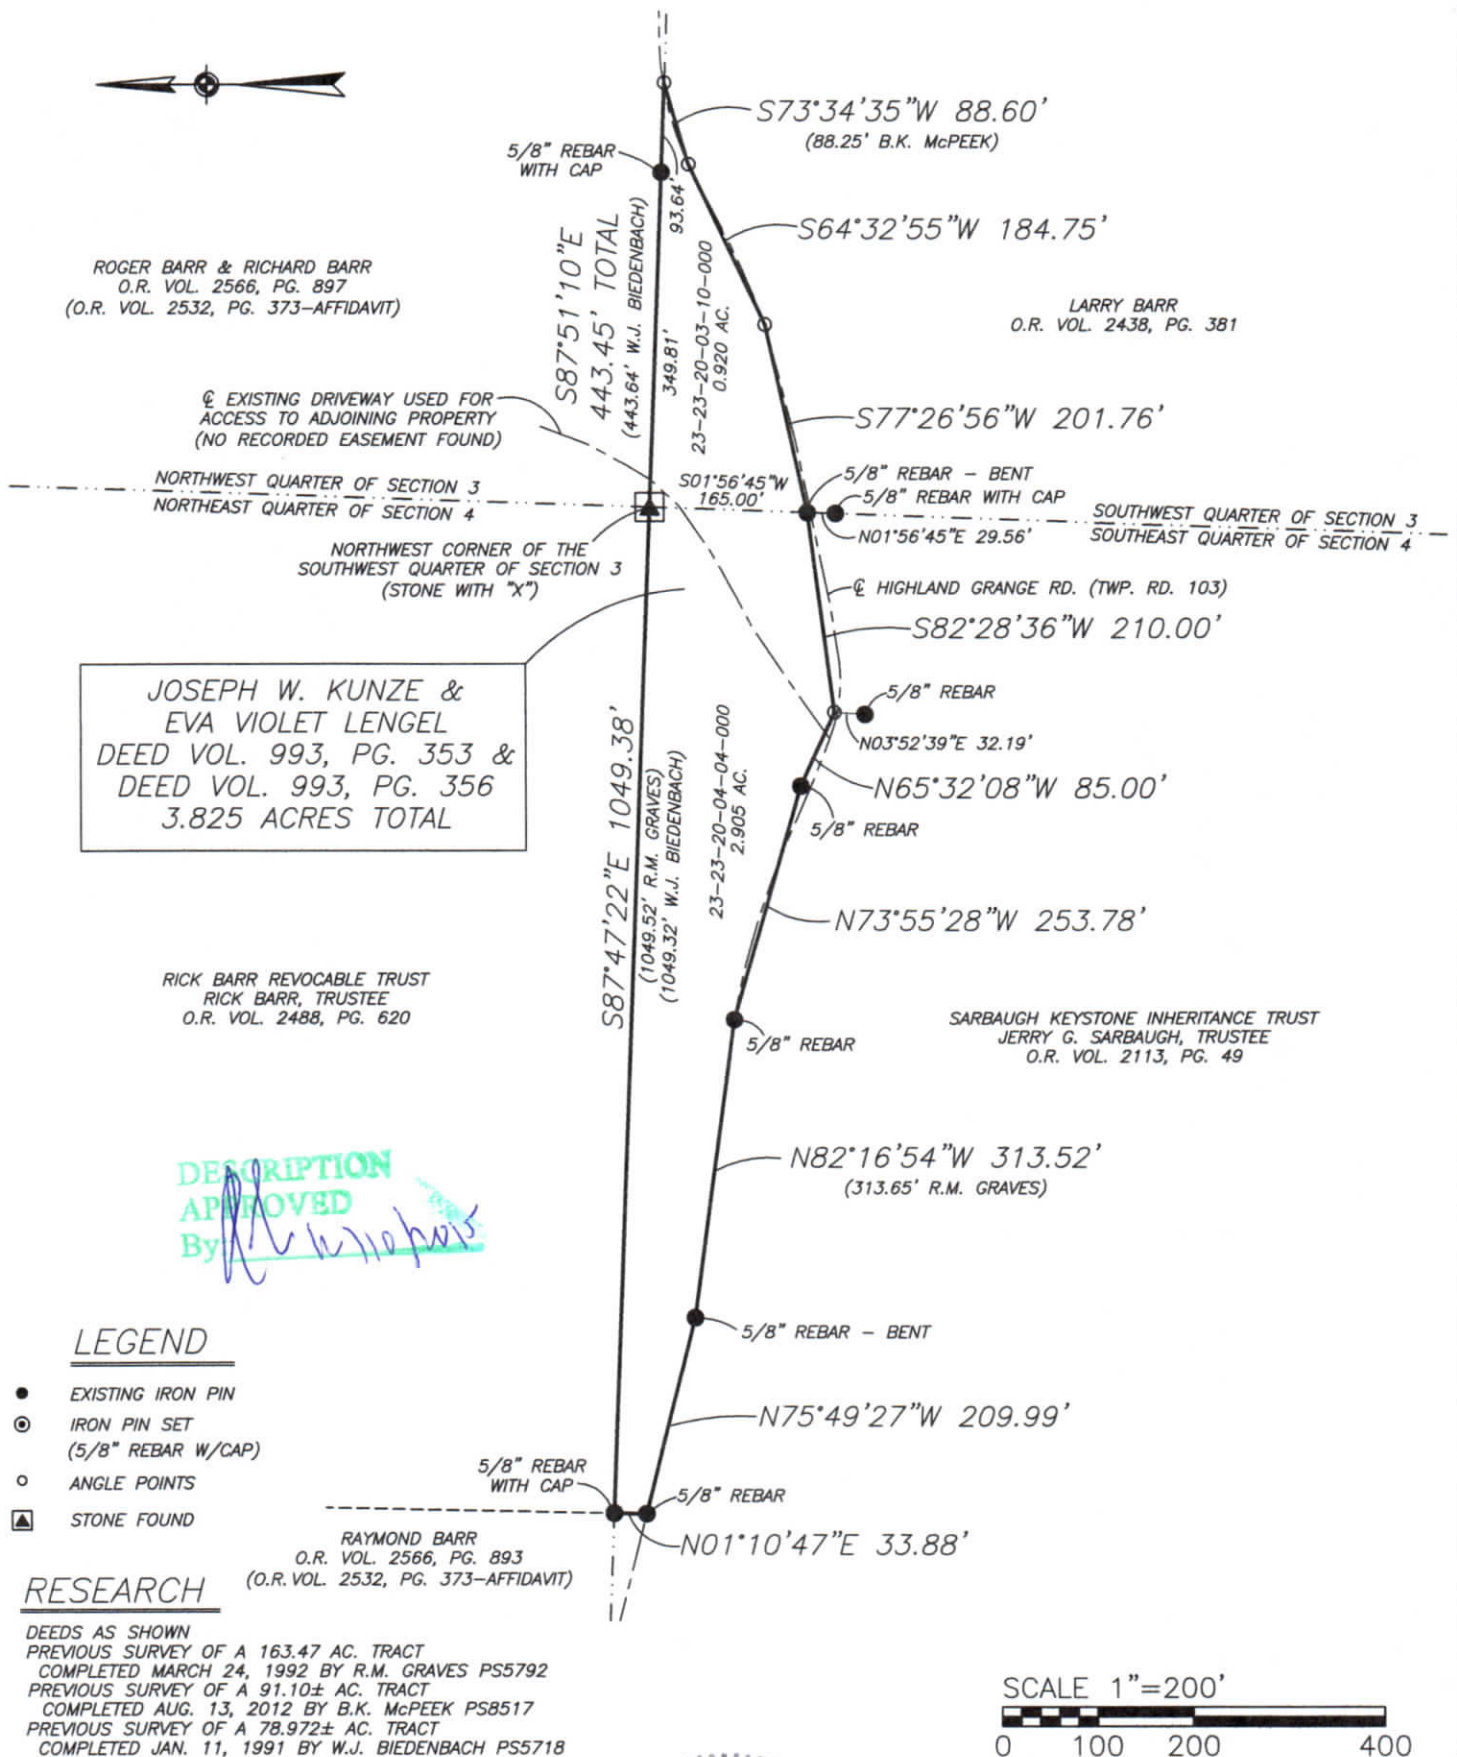 S73°34'35"W 88.60'
(88.25' B.K. McPEEK)
5/8" REBAR
WITH CAP
93.64'
S64°32'55"W 184.75'
S87°51'10"E
443.45' TOTAL
(443.64' W.J. BIEDENBACH)
349.81'
23-23-20-03-10-000
0.920 AC.
ROGER BARR & RICHARD BARR
O.R. VOL. 2566, PG. 897
(O.R. VOL. 2532, PG. 373-AFFIDAVIT)
LARRY BARR
O.R. VOL. 2438, PG. 381
℄ EXISTING DRIVEWAY USED FOR
ACCESS TO ADJOINING PROPERTY
(NO RECORDED EASEMENT FOUND)
S77°26'56"W 201.76'
NORTHWEST QUARTER OF SECTION 3
NORTHEAST QUARTER OF SECTION 4
S01°56'45"W
165.00'
5/8" REBAR - BENT
5/8" REBAR WITH CAP
SOUTHWEST QUARTER OF SECTION 3
SOUTHEAST QUARTER OF SECTION 4
N01°56'45"E 29.56'
NORTHWEST CORNER OF THE
SOUTHWEST QUARTER OF SECTION 3
(STONE WITH "X")
℄ HIGHLAND GRANGE RD. (TWP. RD. 103)
S82°28'36"W 210.00'
JOSEPH W. KUNZE &
EVA VIOLET LENGEL
DEED VOL. 993, PG. 353 &
DEED VOL. 993, PG. 356
3.825 ACRES TOTAL
5/8" REBAR
N03°52'39"E 32.19'
N65°32'08"W 85.00'
5/8" REBAR
S87°47'22"E 1049.38'
(1049.52' R.M. GRAVES)
(1049.32' W.J. BIEDENBACH)
23-23-20-04-04-000
2.905 AC.
N73°55'28"W 253.78'
RICK BARR REVOCABLE TRUST
RICK BARR, TRUSTEE
O.R. VOL. 2488, PG. 620
5/8" REBAR
SARBAUGH KEYSTONE INHERITANCE TRUST
JERRY G. SARBAUGH, TRUSTEE
O.R. VOL. 2113, PG. 49
N82°16'54"W 313.52'
(313.65' R.M. GRAVES)
DESCRIPTION
APPROVED
By
5/8" REBAR - BENT
LEGEND
EXISTING IRON PIN
IRON PIN SET
(5/8" REBAR W/CAP)
ANGLE POINTS
STONE FOUND
N75°49'27"W 209.99'
5/8" REBAR
WITH CAP
5/8" REBAR
N01°10'47"E 33.88'
RAYMOND BARR
O.R. VOL. 2566, PG. 893
(O.R. VOL. 2532, PG. 373-AFFIDAVIT)
RESEARCH
DEEDS AS SHOWN
PREVIOUS SURVEY OF A 163.47 AC. TRACT
COMPLETED MARCH 24, 1992 BY R.M. GRAVES PS5792
PREVIOUS SURVEY OF A 91.10± AC. TRACT
COMPLETED AUG. 13, 2012 BY B.K. McPEEK PS8517
PREVIOUS SURVEY OF A 78.972± AC. TRACT
COMPLETED JAN. 11, 1991 BY W.J. BIEDENBACH PS5718
SCALE 1"=200'
0 100 200 400